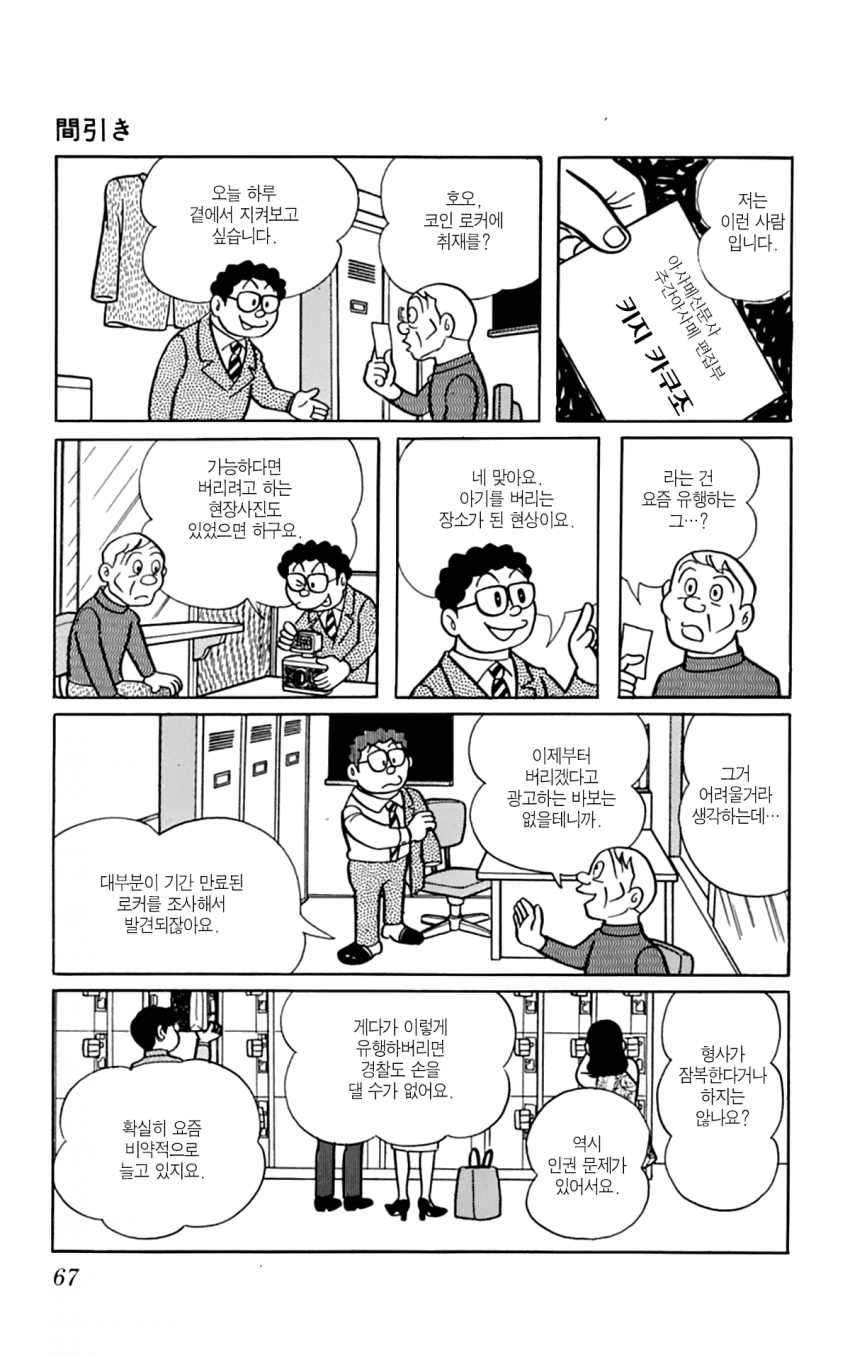 間引き
저는
이런 사람
입니다.
아사메신문사
주간아사메 편집부
키지 카쿠조
호오,
코인 로커에
취재를?
오늘 하루
곁에서 지켜보고
싶습니다.
라는 건
요즘 유행하는
그…?
네 맞아요.
아기를 버리는
장소가 된 현상이요.
가능하다면
버리려고 하는
현장사진도
있었으면 하구요.
그거
어려울거라
생각하는데…
이제부터
버리겠다고
광고하는 바보는
없을테니까.
대부분이 기간 만료된
로커를 조사해서
발견되잖아요.
형사가
잠복한다거나
하지는
않나요?
역시
인권 문제가
있어서요.
게다가 이렇게
유행하버리면
경찰도 손을
댈 수가 없어요.
확실히 요즘
비약적으로
늘고 있지요.
67